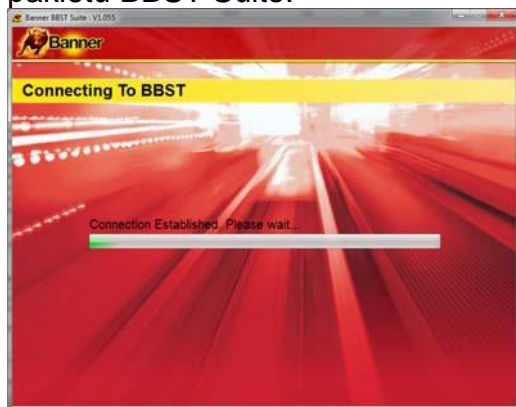 pakietu BBST Suite.
Banner BBST Suite : V1.055
Banner
Connecting To BBST
Connection Established. Please wait...